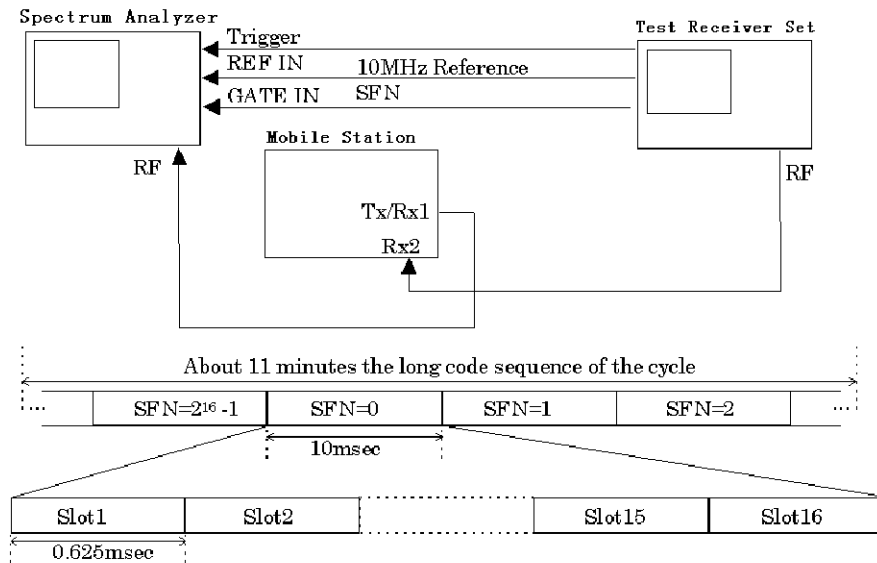 Spectrum Analyzer
Test Receiver Set
Trigger
REF IN
10MHz Reference
GATE IN
SFN
Mobile Station
RF
RF
Tx/Rx1
Rx2
About 11 minutes the long code sequence of the cycle
... SFN=2¹⁶ -1 SFN=0 SFN=1 SFN=2 ...
10msec
Slot1 Slot2 Slot15 Slot16
0.625msec